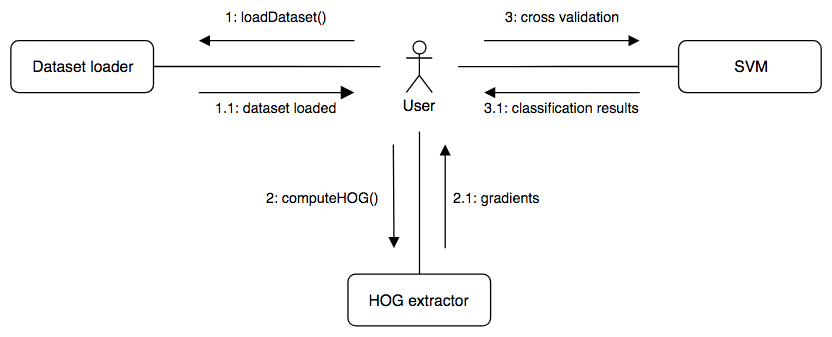 1: loadDataset()
3: cross validation
Dataset loader
SVM
User
1.1: dataset loaded
3.1: classification results
2: computeHOG()
2.1: gradients
HOG extractor